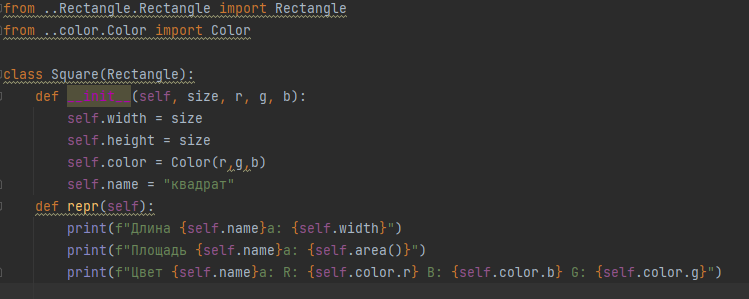 from ..Rectangle.Rectangle import Rectangle
from ..color.Color import Color
class Square(Rectangle):
    def __init__(self, size, r, g, b):
        self.width = size
        self.height = size
        self.color = Color(r,g,b)
        self.name = "квадрат"
    def repr(self):
        print(f"Длина {self.name}а: {self.width}")
        print(f"Площадь {self.name}а: {self.area()}")
        print(f"Цвет {self.name}а: R: {self.color.r} B: {self.color.b} G: {self.color.g}")